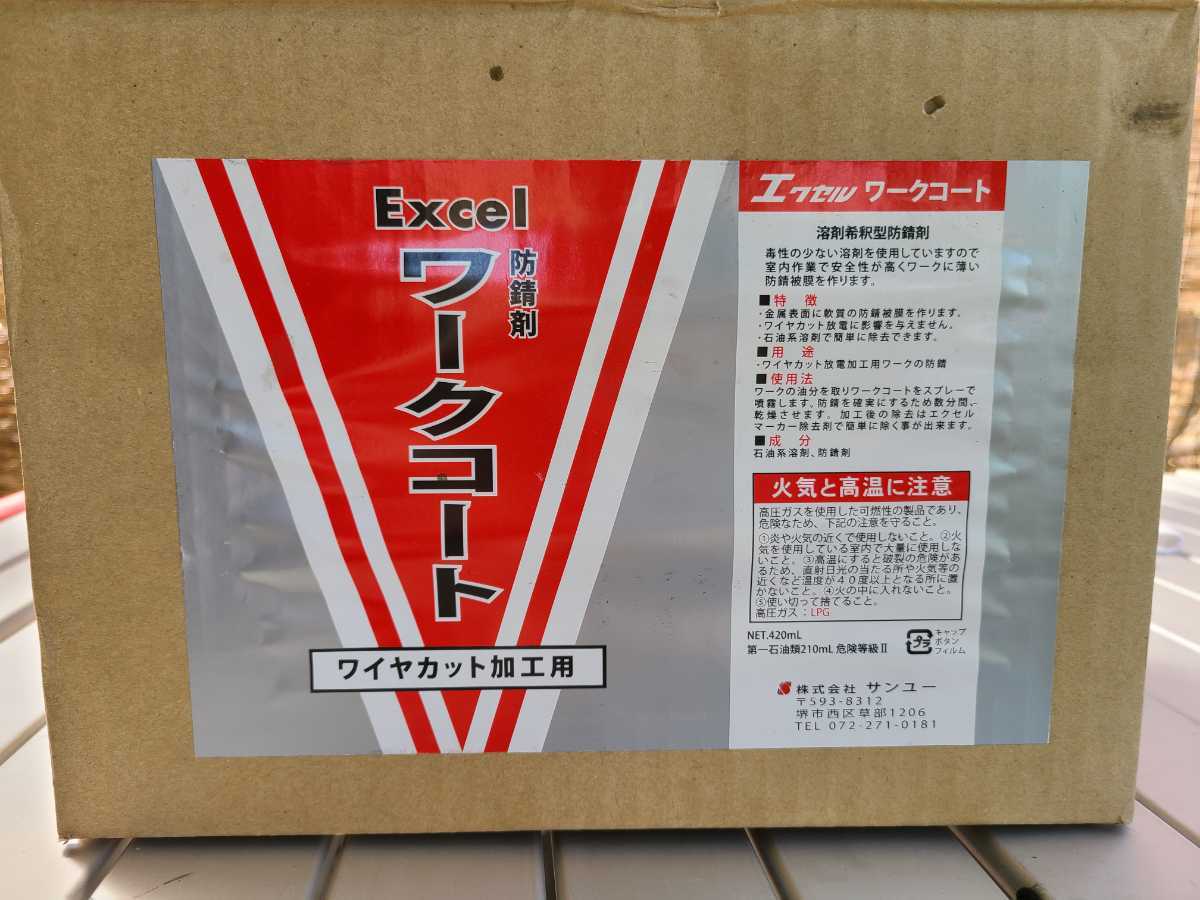 Excel
防錆剤
ワークコート
ワイヤカット加工用
エクセル ワークコート
溶剤希釈型防錆剤
毒性の少ない溶剤を使用していますので
室内作業で安全性が高くワークに薄い
防錆被膜を作ります。
■特 徴
・金属表面に軟質の防錆被膜を作ります。
・ワイヤカット放電に影響を与えません。
・石油系溶剤で簡単に除去できます。
■用 途
・ワイヤカット放電加工用ワークの防錆
■使用法
ワークの油分を取りワークコートをスプレーで
噴霧します、防錆を確実にするため数分間、
乾燥させます。加工後の除去はエクセル
マーカー除去剤で簡単に除く事が出来ます。
■成 分
石油系溶剤、防錆剤
火気と高温に注意
高圧ガスを使用した可燃性の製品であり、
危険なため、下記の注意を守ること。
①炎や火気の近くで使用しないこと。②火
気を使用している室内で大量に使用しな
いこと。③高温にすると破裂の危険があ
るため、直射日光の当たる所や火気等の
近くなど温度が40度以上となる所に置
かないこと。④火の中に入れないこと。
⑤使い切って捨てること。
高圧ガス：LPG
NET.420mL
第一石油類210mL 危険等級Ⅱ
プラ
キャップ
ボタン
フィルム
株式会社 サンユー
〒593-8312
堺市西区草部1206
TEL 072-271-0181